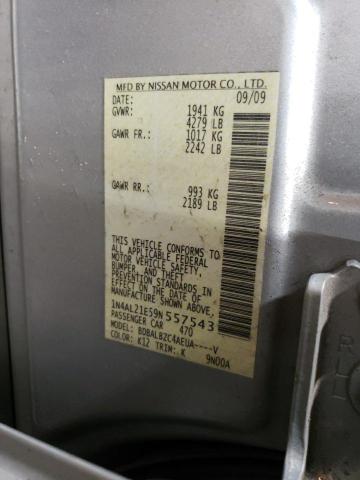 MFD BY NISSAN MOTOR CO., LTD.
DATE: 09/09
GVWR: 1941 KG
4279 LB
GAWR FR.: 1017 KG
2242 LB
GAWR RR.: 993 KG
2189 LB
THIS VEHICLE CONFORMS TO
ALL APPLICABLE FEDERAL
MOTOR VEHICLE SAFETY,
BUMPER, AND THEFT
PREVENTION STANDARDS IN
EFFECT ON THE DATE OF
MANUFACTURE SHOWN ABOVE.
1N4AL21E59N 557543
PASSENGER CAR 470
MODEL: BDBALBZC4AEUA----V
COLOR: K12 TRIM: K 9N00A